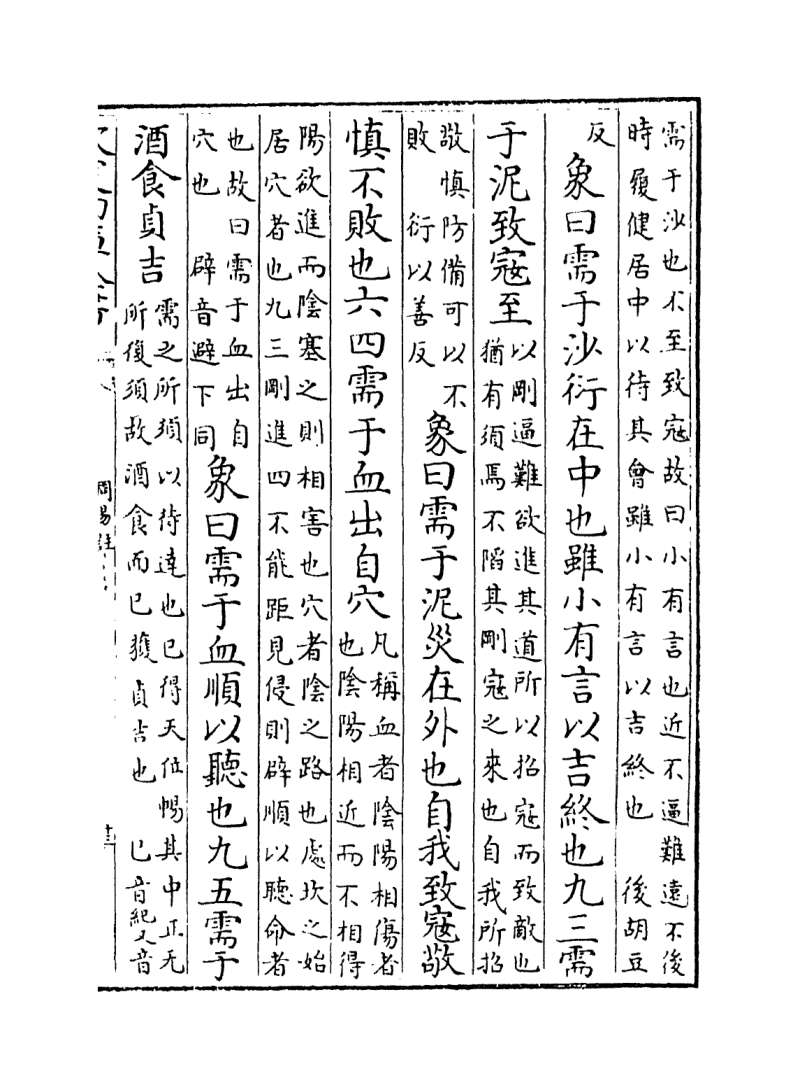 需于沙也不至致寇故曰小有言也近不逼難遠不後
時履健居中以待其會雖小有言以吉終也　後胡豆
反　象曰需于沙衍在中也雖小有言以吉終也九三需
于泥致寇至
以剛逼難欲進其道所以招寇而致敵也
猶有須焉不陷其剛寇之來也自我所招
敬慎防備可以不
敗　衍以善反
象曰需于泥災在外也自我致寇敬
慎不敗也六四需于血出自穴
凡稱血者陰陽相傷者
也陰陽相近而不相得
陽欲進而陰塞之則相害也穴者陰之路也處坎之始
居穴者也九三剛進四不能距見侵則辟順以聽命者
也故曰需于血出自
穴也　辟音避下同
象曰需于血順以聽也九五需于
酒食貞吉
需之所須以待達也已得天位暢其中正无
所復須故酒食而已獲貞吉也　已音紀又音
周易註